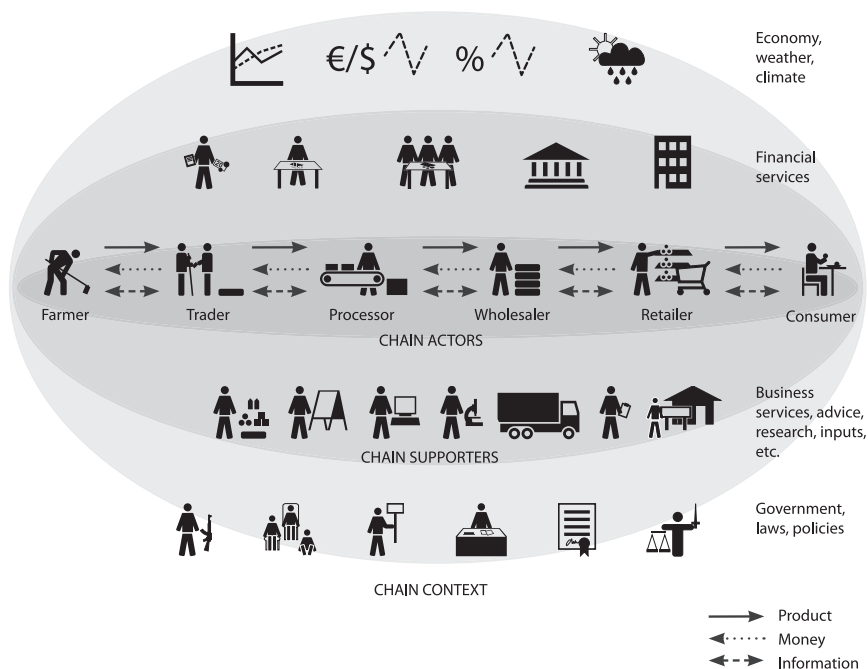 Economy,
weather,
climate
€/$
%
Financial
services
Farmer
Trader
Processor
Wholesaler
Retailer
Consumer
CHAIN ACTORS
Business
services, advice,
research, inputs,
etc.
CHAIN SUPPORTERS
Government,
laws, policies
CHAIN CONTEXT
Product
Money
Information